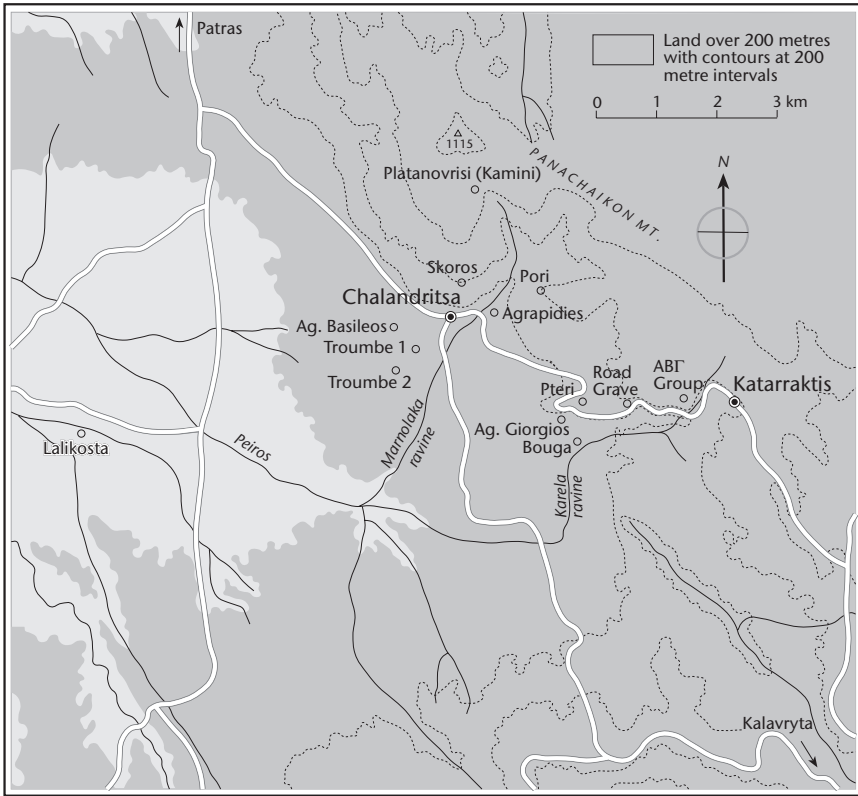 Patras
Land over 200 metres
with contours at 200
metre intervals
0 1 2 3 km
1115
N
PANACHAIKON MT.
Platanovrisi (Kamini)
Skoros
Pori
Chalandritsa
Agrapidies
Ag. Basileos
Troumbe 1
Troumbe 2
Road
Grave
ΑΒΓ
Group
Pteri
Katarraktis
Ag. Giorgios
Bouga
Lalikosta
Peiros
Marnolaka
ravine
Karela
ravine
Kalavryta